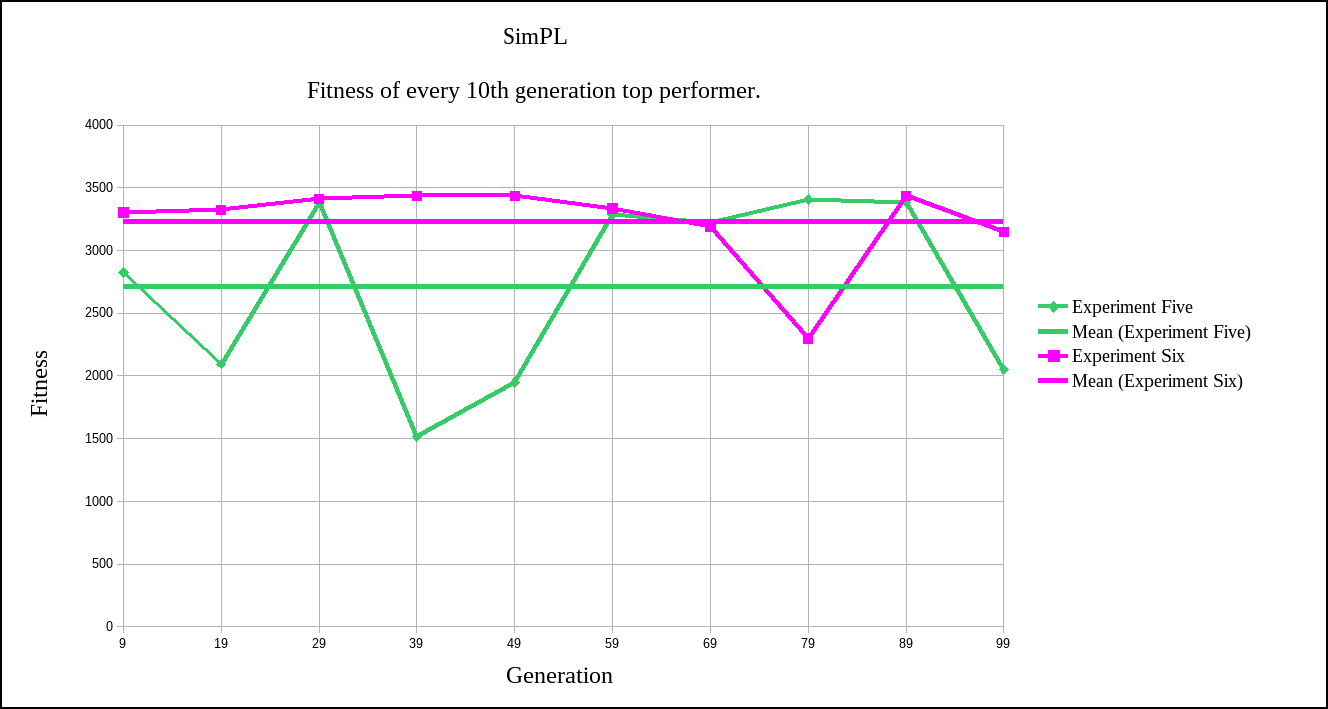 SimPL
Fitness of every 10th generation top performer.
4000
3500
3000
2500
2000
1500
1000
500
0
Fitness
9 19 29 39 49 59 69 79 89 99
Generation
Experiment Five
Mean (Experiment Five)
Experiment Six
Mean (Experiment Six)